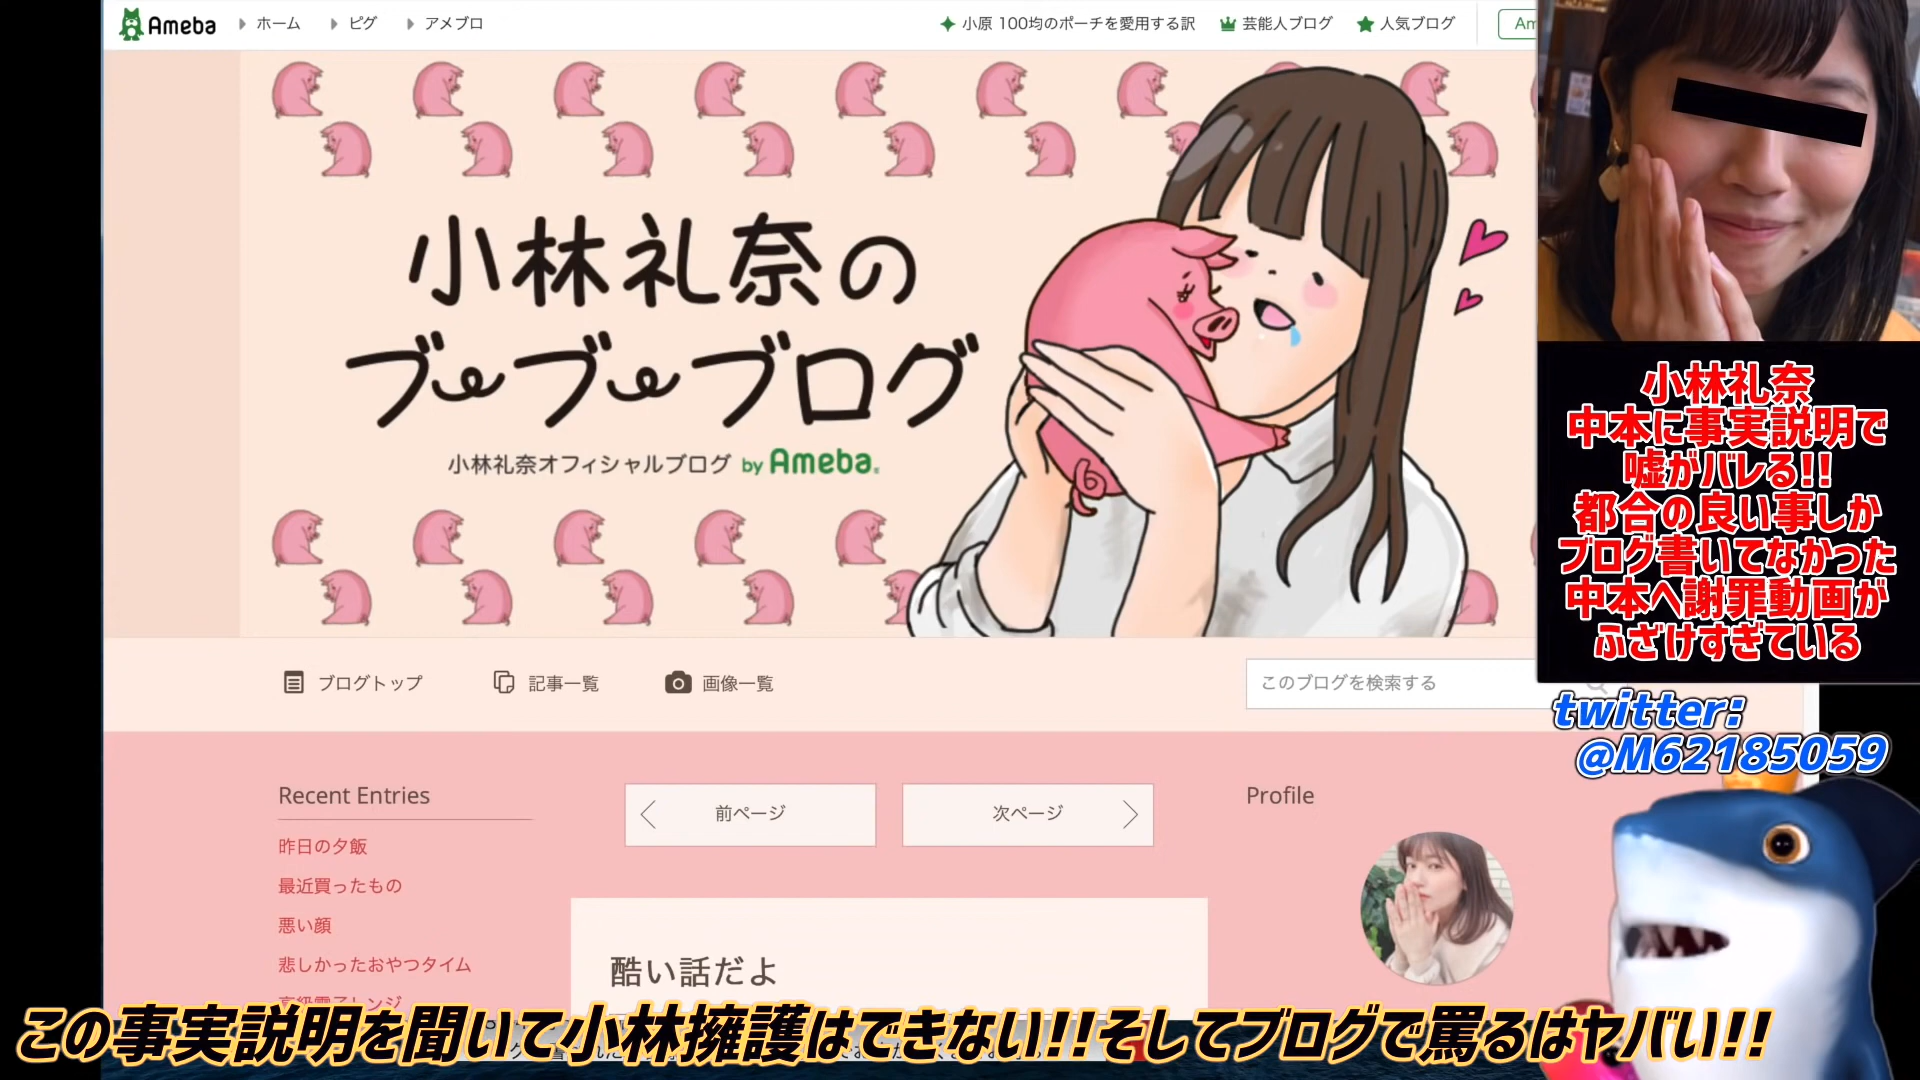 Ameba
ホーム
ピグ
アメブロ
小原 100均のポーチを愛用する訳
芸能人ブログ
人気ブログ
小林礼奈の
ブーブーブログ
小林礼奈オフィシャルブログ by Ameba
ブログトップ
記事一覧
画像一覧
このブログを検索する
小林礼奈
中本に事実説明で
嘘がバレる!!
都合の良い事しか
ブログ書いてなかった
中本へ謝罪動画が
ふざけすぎている
twitter:
@M62185059
Recent Entries
昨日の夕飯
最近買ったもの
悪い顔
悲しかったおやつタイム
高級電子レンジ
前ページ
次ページ
Profile
酷い話だよ
この事実説明を聞いて小林擁護はできない!!そしてブログで罵るはヤバい!!